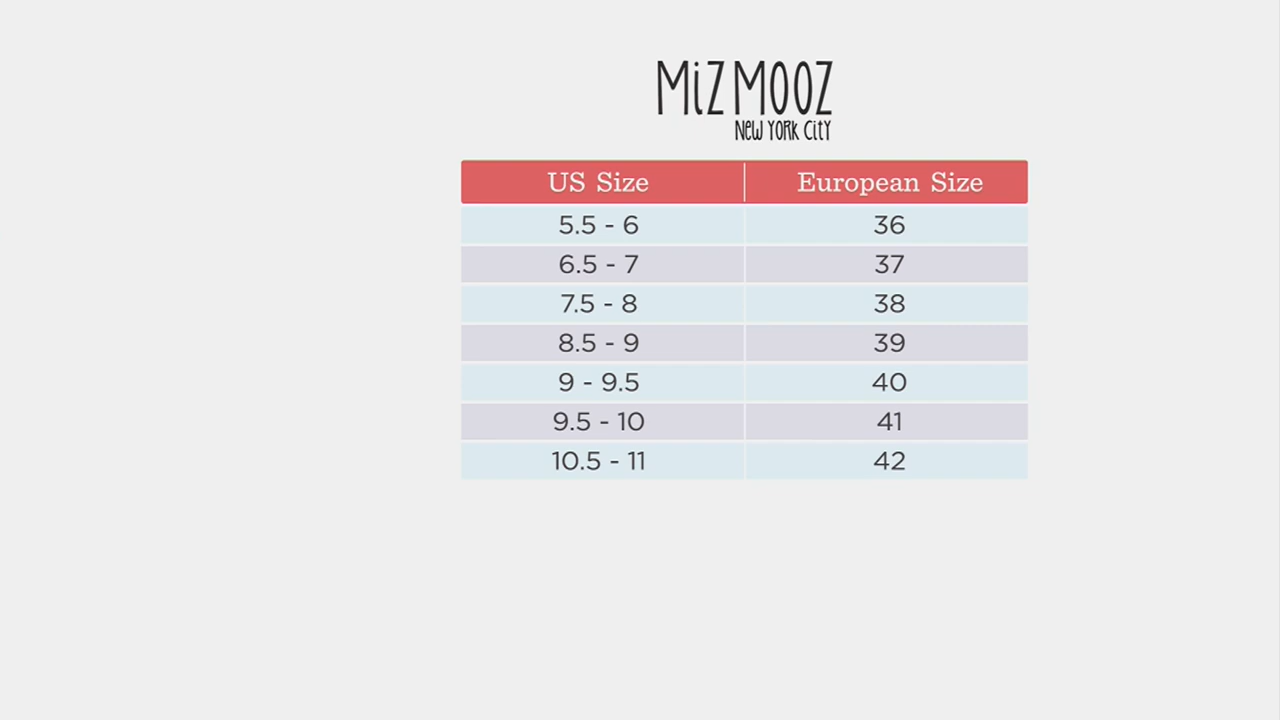 MiZ MOOZ
NEW YORK CiTY
US Size European Size
5.5 - 6 36
6.5 - 7 37
7.5 - 8 38
8.5 - 9 39
9 - 9.5 40
9.5 - 10 41
10.5 - 11 42